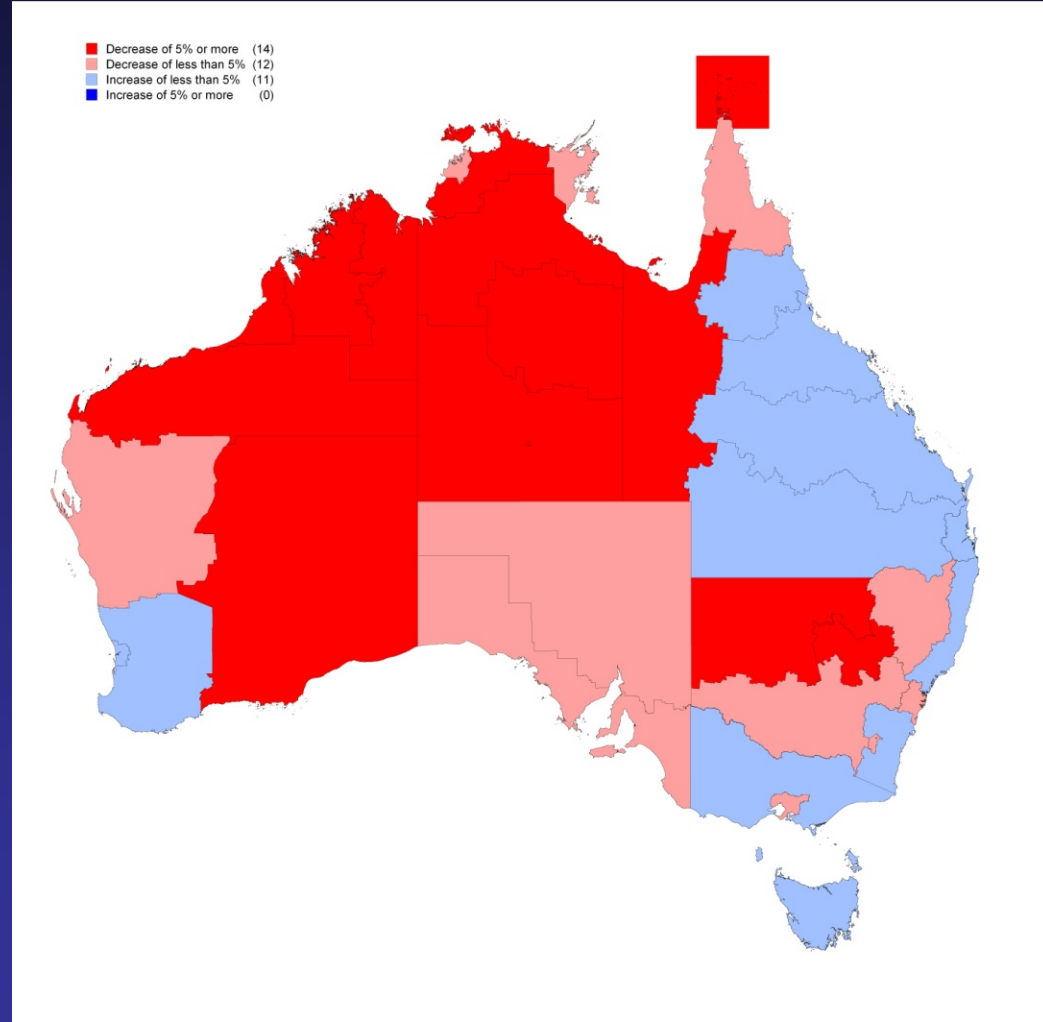 Decrease of 5% or more (14)
Decrease of less than 5% (12)
Increase of less than 5% (11)
Increase of 5% or more (0)